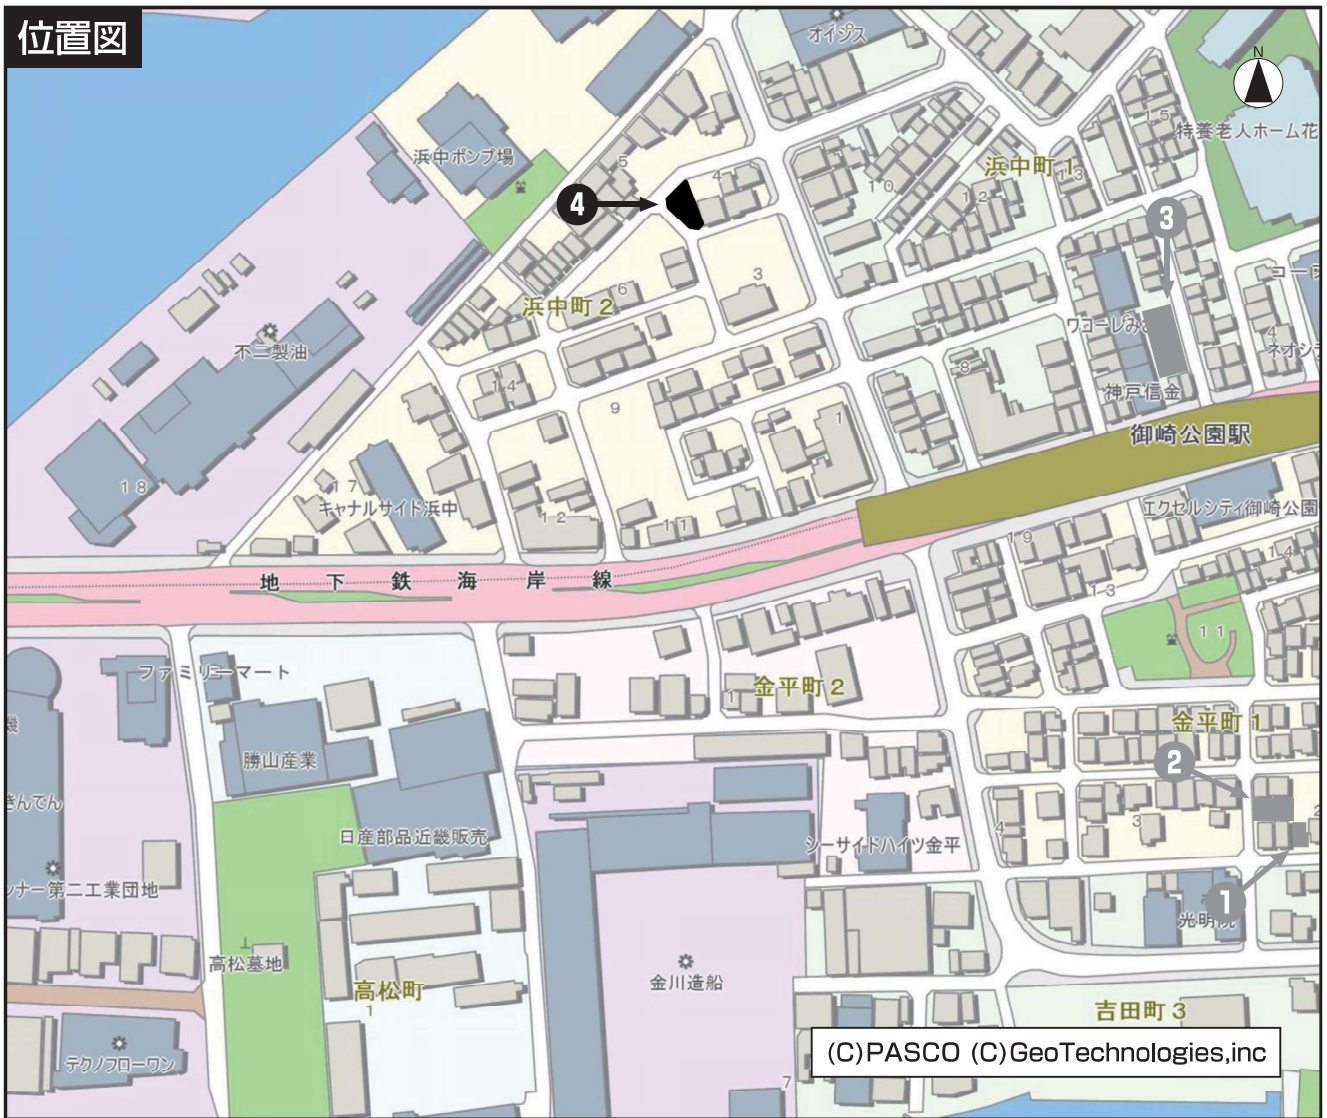 位置図
オイシス
N
15
特養老人ホーム花
浜中ポンプ場
5
4
4
浜中町1
13
10
12
3
コー
3
6
浜中町2
ワコーレみ
4
不二製油
ネオシ
8
14
神戸信金
9
1
御崎公園駅
18
17
キャナルサイド浜中
エクセルシティ御崎公園
12
11
19
14
地下鉄海岸線
13
11
ファミリーマート
金平町2
1
金平町1
機
勝山産業
2
きんでん
3
2
4
日産部品近畿販売
シーサイドハイツ金平
ンナー第二工業団地
1
光明院
高松墓地
金川造船
高松町
1
吉田町3
(C)PASCO (C)GeoTechnologies,inc
テクノフローワン
7